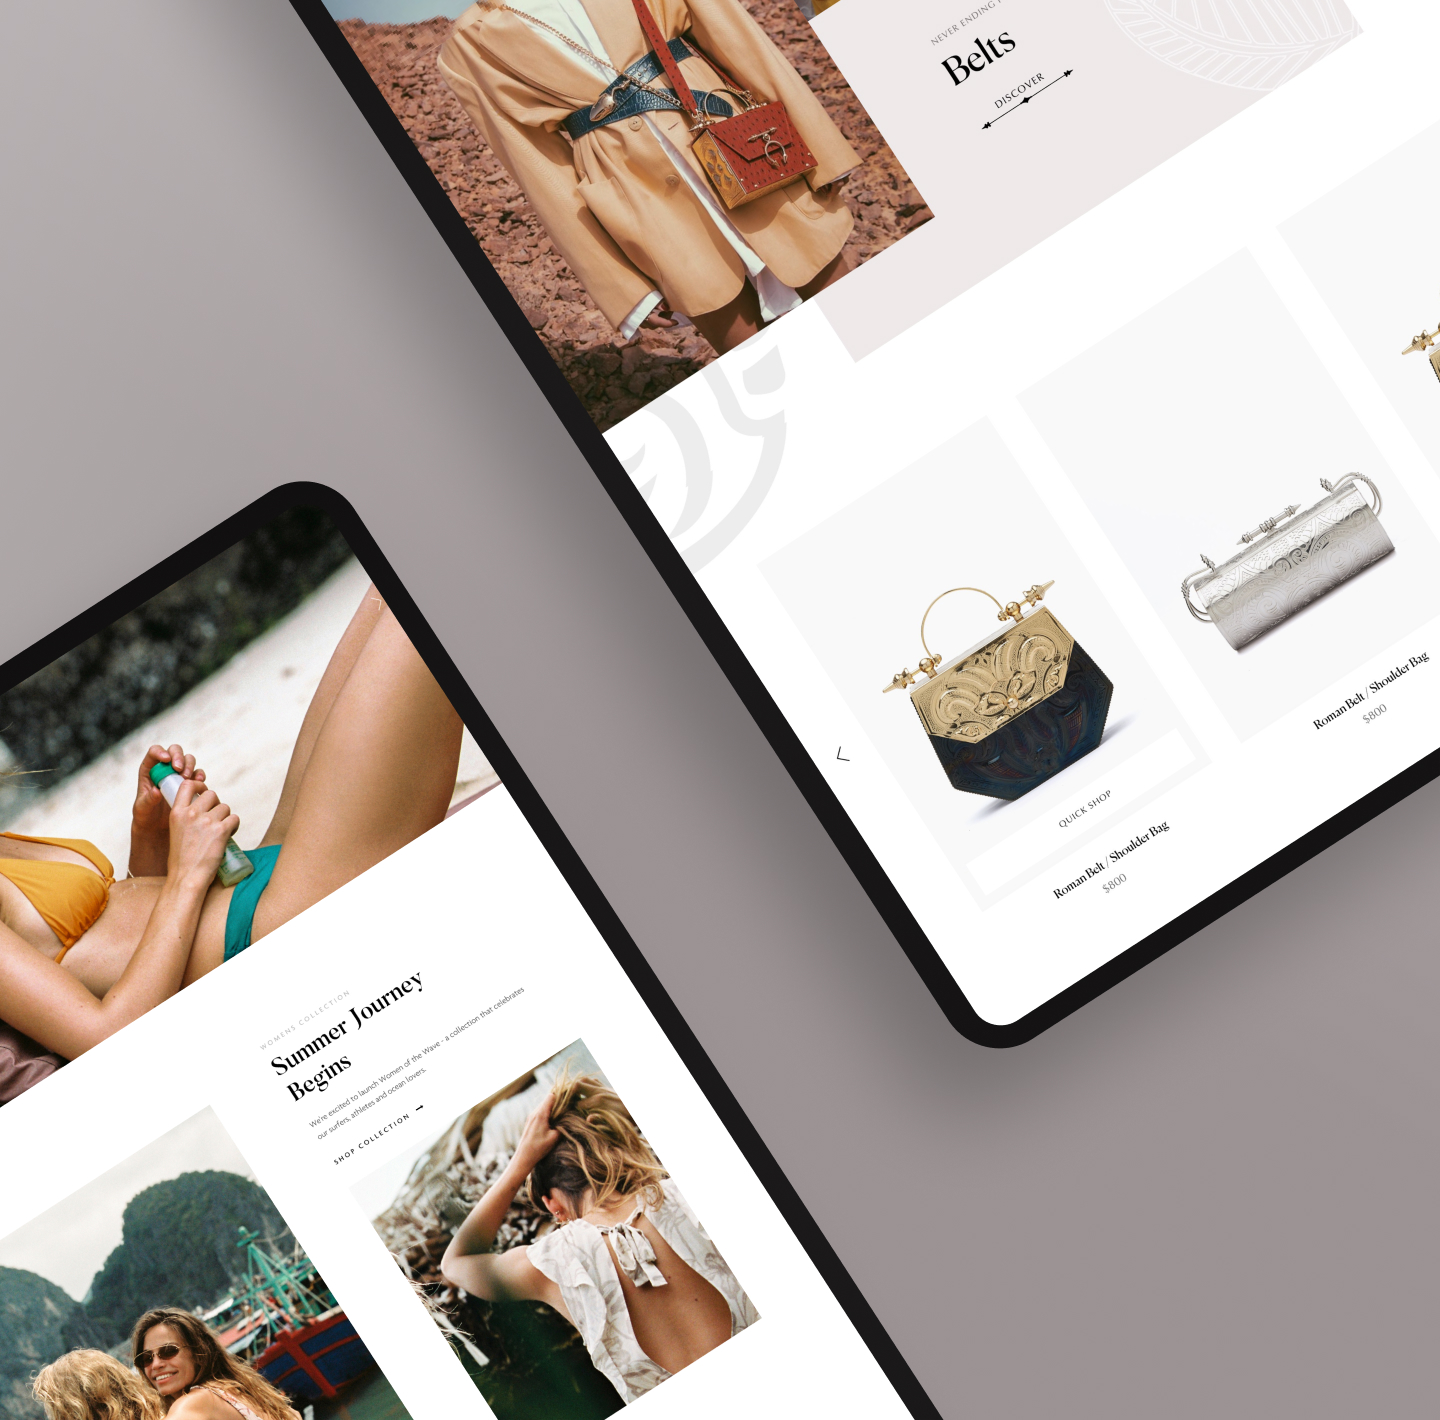 NEVER ENDING
Belts
DISCOVER
QUICK SHOP
Roman Belt / Shoulder Bag
$800
Roman Belt / Shoulder Bag
$800
WOMENS COLLECTION
Summer Journey
Begins
We're excited to launch Women of the Wave - a collection that celebrates
our surfers, athletes and ocean lovers.
SHOP COLLECTION